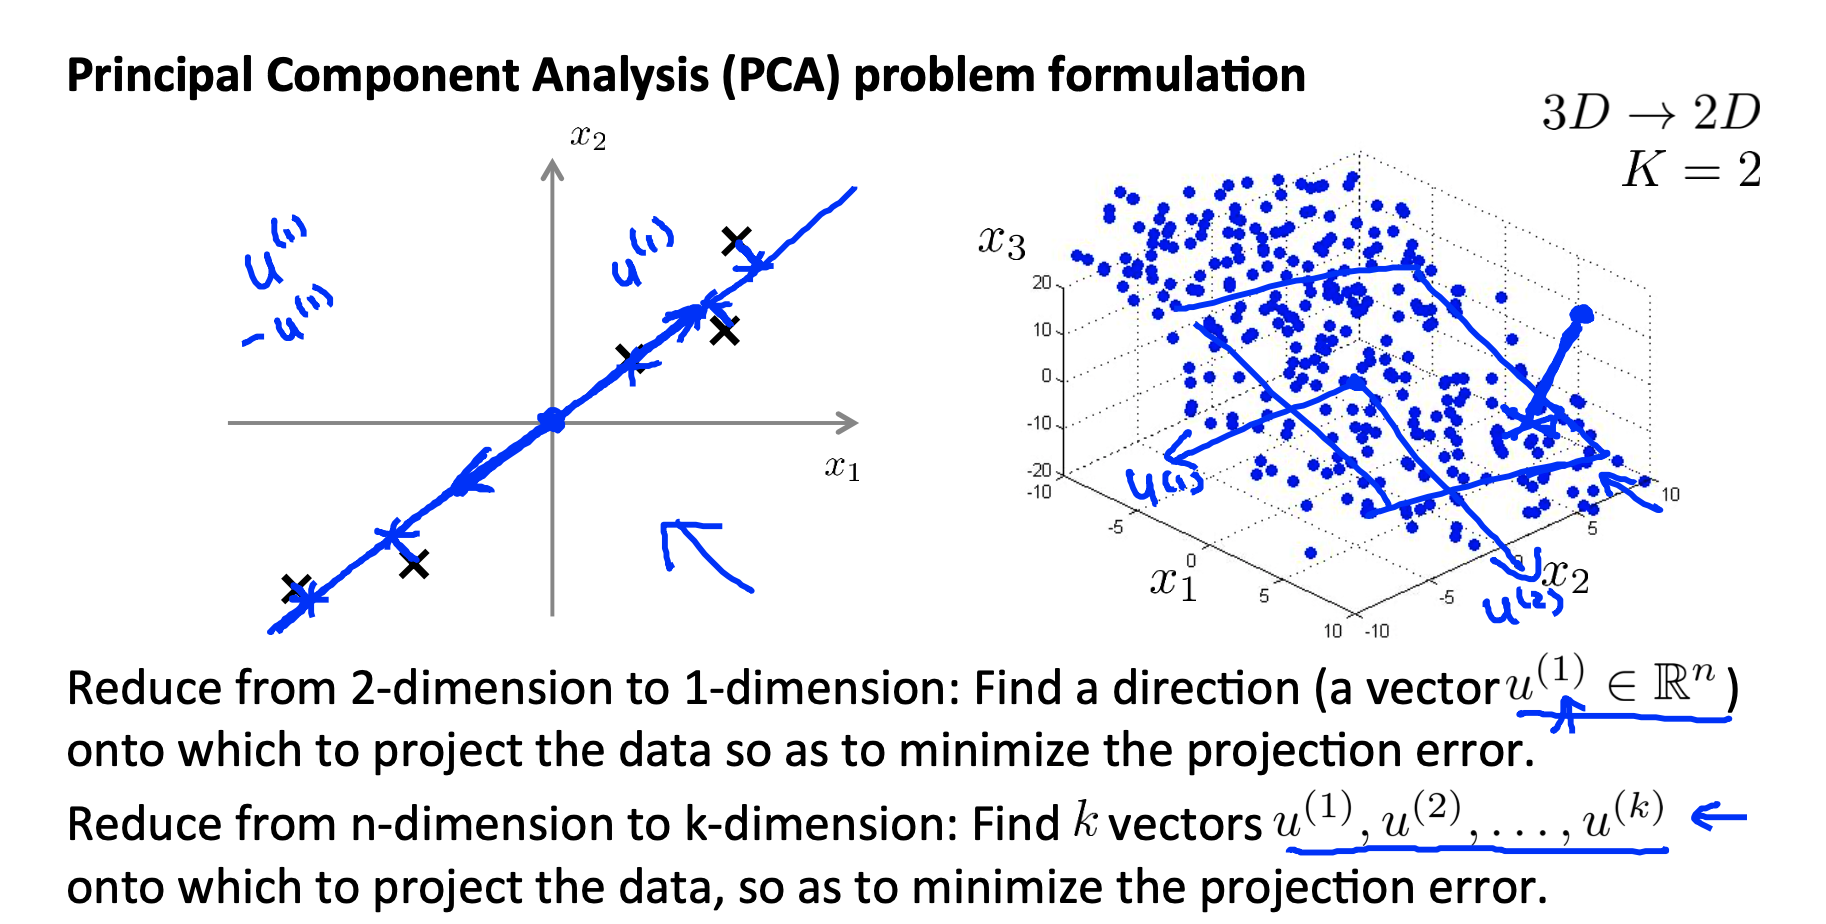 Principal Component Analysis (PCA) problem formulation
3D → 2D
K = 2
x₂
u⁽¹⁾
-u⁽¹⁾
u⁽¹⁾
x₁
x₃
20
10
0
-10
-20
-10
-5
0
5
10
x₁
-10
-5
0
5
10
x₂
u⁽¹⁾
u⁽²⁾
Reduce from 2-dimension to 1-dimension: Find a direction (a vector u⁽¹⁾ ∈ ℝⁿ)
onto which to project the data so as to minimize the projection error.
Reduce from n-dimension to k-dimension: Find k vectors u⁽¹⁾, u⁽²⁾, . . . , u⁽ᵏ⁾ ←
onto which to project the data, so as to minimize the projection error.